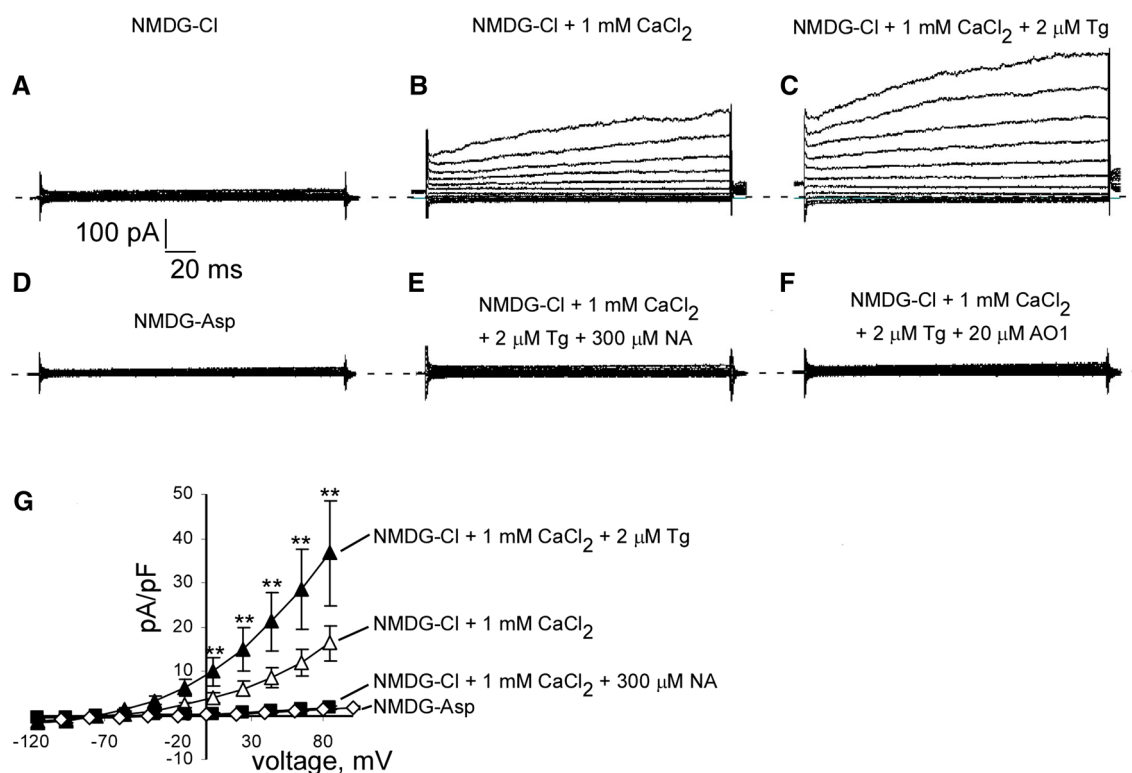 NMDG-Cl
NMDG-Cl + 1 mM CaCl2
NMDG-Cl + 1 mM CaCl2 + 2 μM Tg
A
B
C
100 pA
20 ms
D
E
F
NMDG-Asp
NMDG-Cl + 1 mM CaCl2
+ 2 μM Tg + 300 μM NA
NMDG-Cl + 1 mM CaCl2
+ 2 μM Tg + 20 μM AO1
G
50
40
30
20
10
-10
pA/pF
**
**
**
**
**
NMDG-Cl + 1 mM CaCl2 + 2 μM Tg
NMDG-Cl + 1 mM CaCl2
NMDG-Cl + 1 mM CaCl2 + 300 μM NA
NMDG-Asp
-120 -70 -20 30 80
voltage, mV